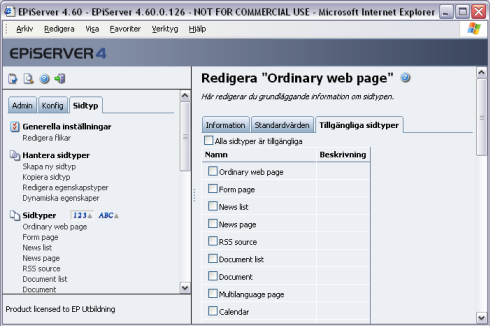 EPiServer 4.60 - EPiServer 4.60.0.126 - NOT FOR COMMERCIAL USE - Microsoft Internet Explorer
Arkiv Redigera Visa Favoriter Verktyg Hjälp
EPiSERVER 4
Admin Konfig Sidtyp
Generella inställningar
Redigera flikar
Hantera sidtyper
Skapa ny sidtyp
Kopiera sidtyp
Redigera egenskapstyper
Dynamiska egenskaper
Sidtyper 123 ABC
Ordinary web page
Form page
News list
News page
RSS source
Document list
Document
Product licensed to EP Utbildning
Redigera "Ordinary web page"
Här redigerar du grundläggande information om sidtypen.
Information Standardvärden Tillgängliga sidtyper
Alla sidtyper är tillgängliga
Namn Beskrivning
Ordinary web page
Form page
News list
News page
RSS source
Document list
Document
Multilanguage page
Calendar